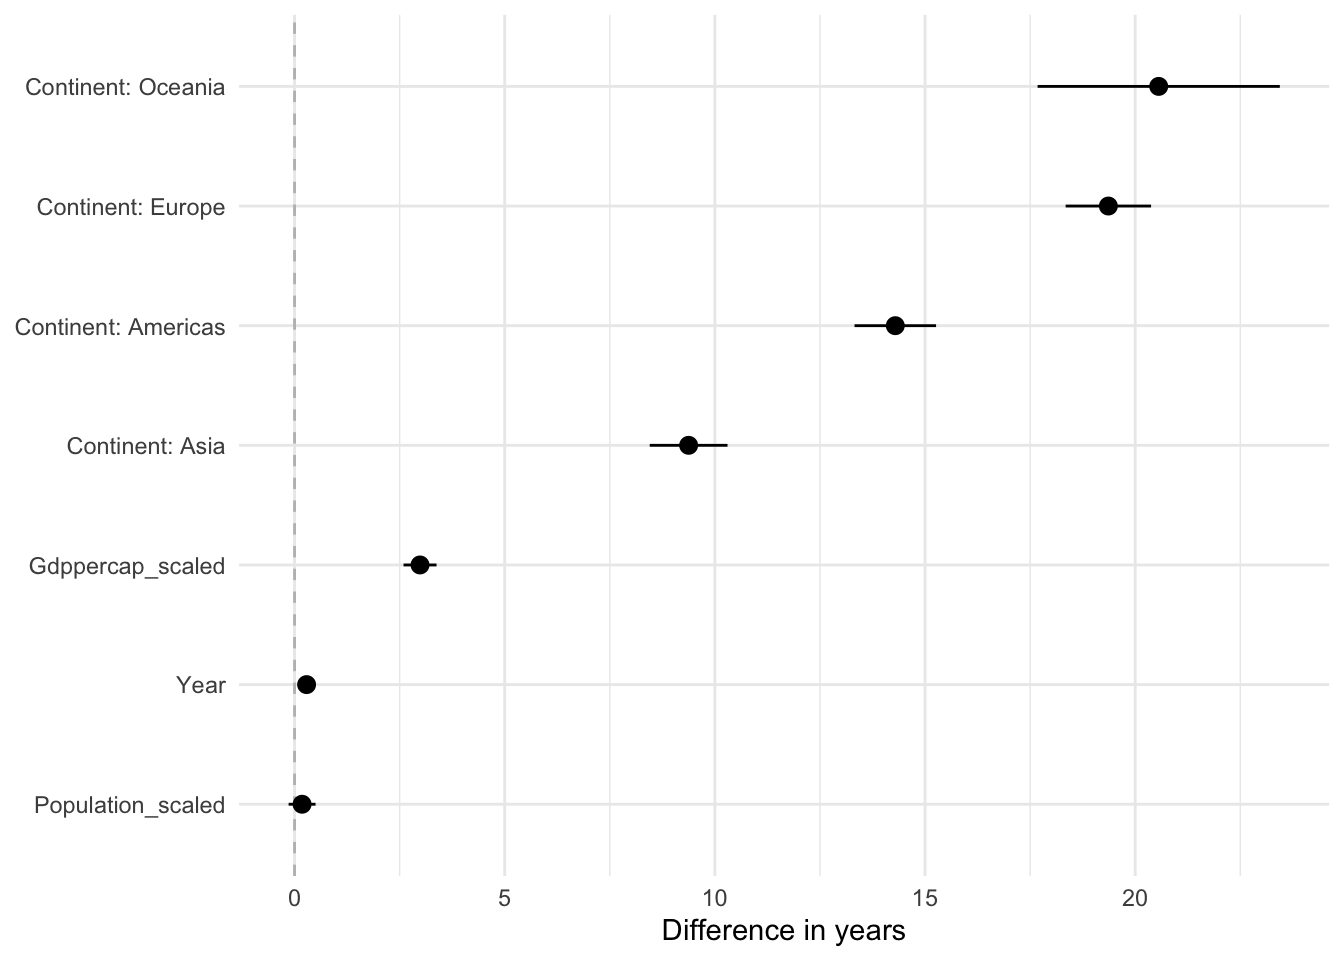 Continent: Oceania
Continent: Europe
Continent: Americas
Continent: Asia
Gdppercap_scaled
Year
Population_scaled
0 5 10 15 20
Difference in years